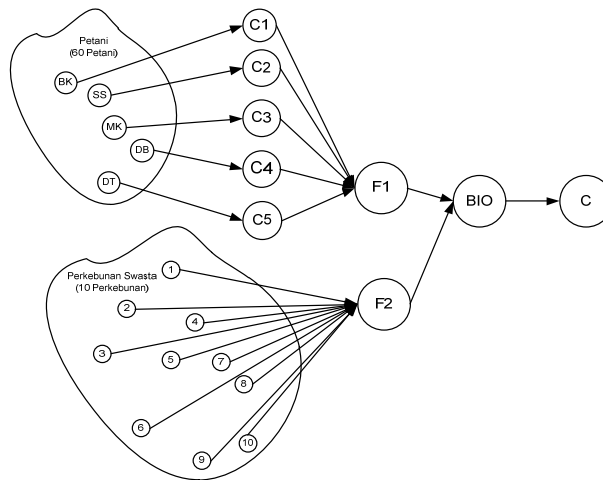 Petani
(60 Petani)
BK
SS
MK
DB
DT
C1
C2
C3
C4
C5
F1
BIO
C
Perkebunan Swasta
(10 Perkebunan)
1
2
4
3
5
7
8
6
10
9
F2